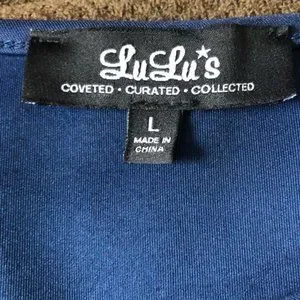 LuLu*s
COVETED • CURATED • COLLECTED
L
MADE IN
CHINA